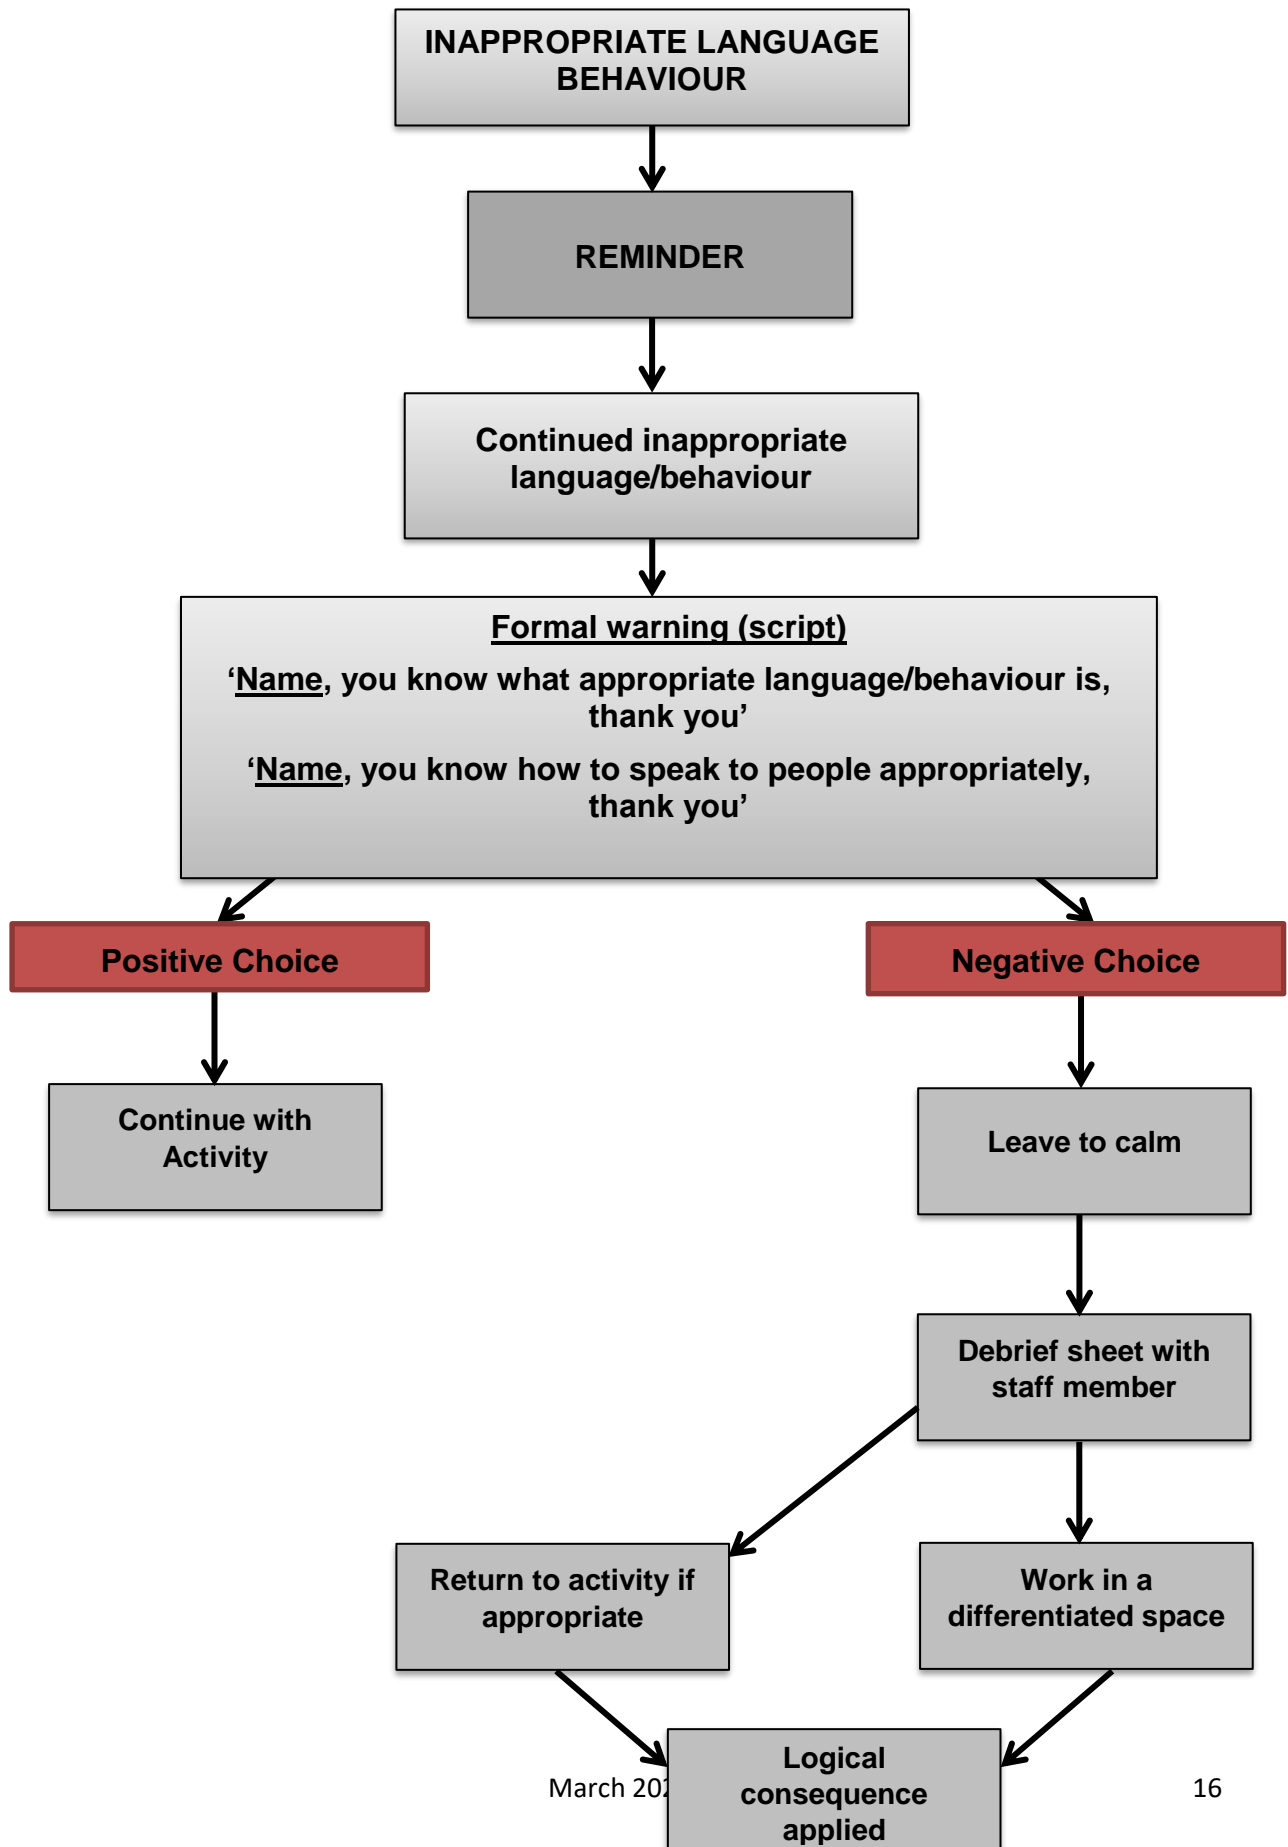 INAPPROPRIATE LANGUAGE
BEHAVIOUR
REMINDER
Continued inappropriate
language/behaviour
Formal warning (script)
‘Name, you know what appropriate language/behaviour is,
thank you’
‘Name, you know how to speak to people appropriately,
thank you’
Positive Choice
Negative Choice
Continue with
Activity
Leave to calm
Debrief sheet with
staff member
Return to activity if
appropriate
Work in a
differentiated space
Logical
consequence
applied
March
16